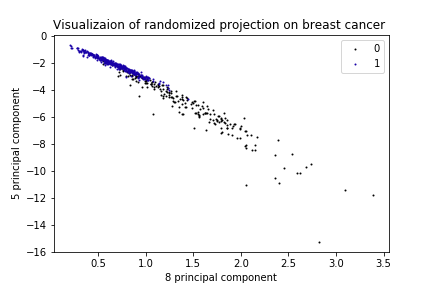 Visualizaion of randomized projection on breast cancer
0
1
0
−2
−4
−6
−8
−10
−12
−14
−16
5 principal component
0.5 1.0 1.5 2.0 2.5 3.0 3.5
8 principal component